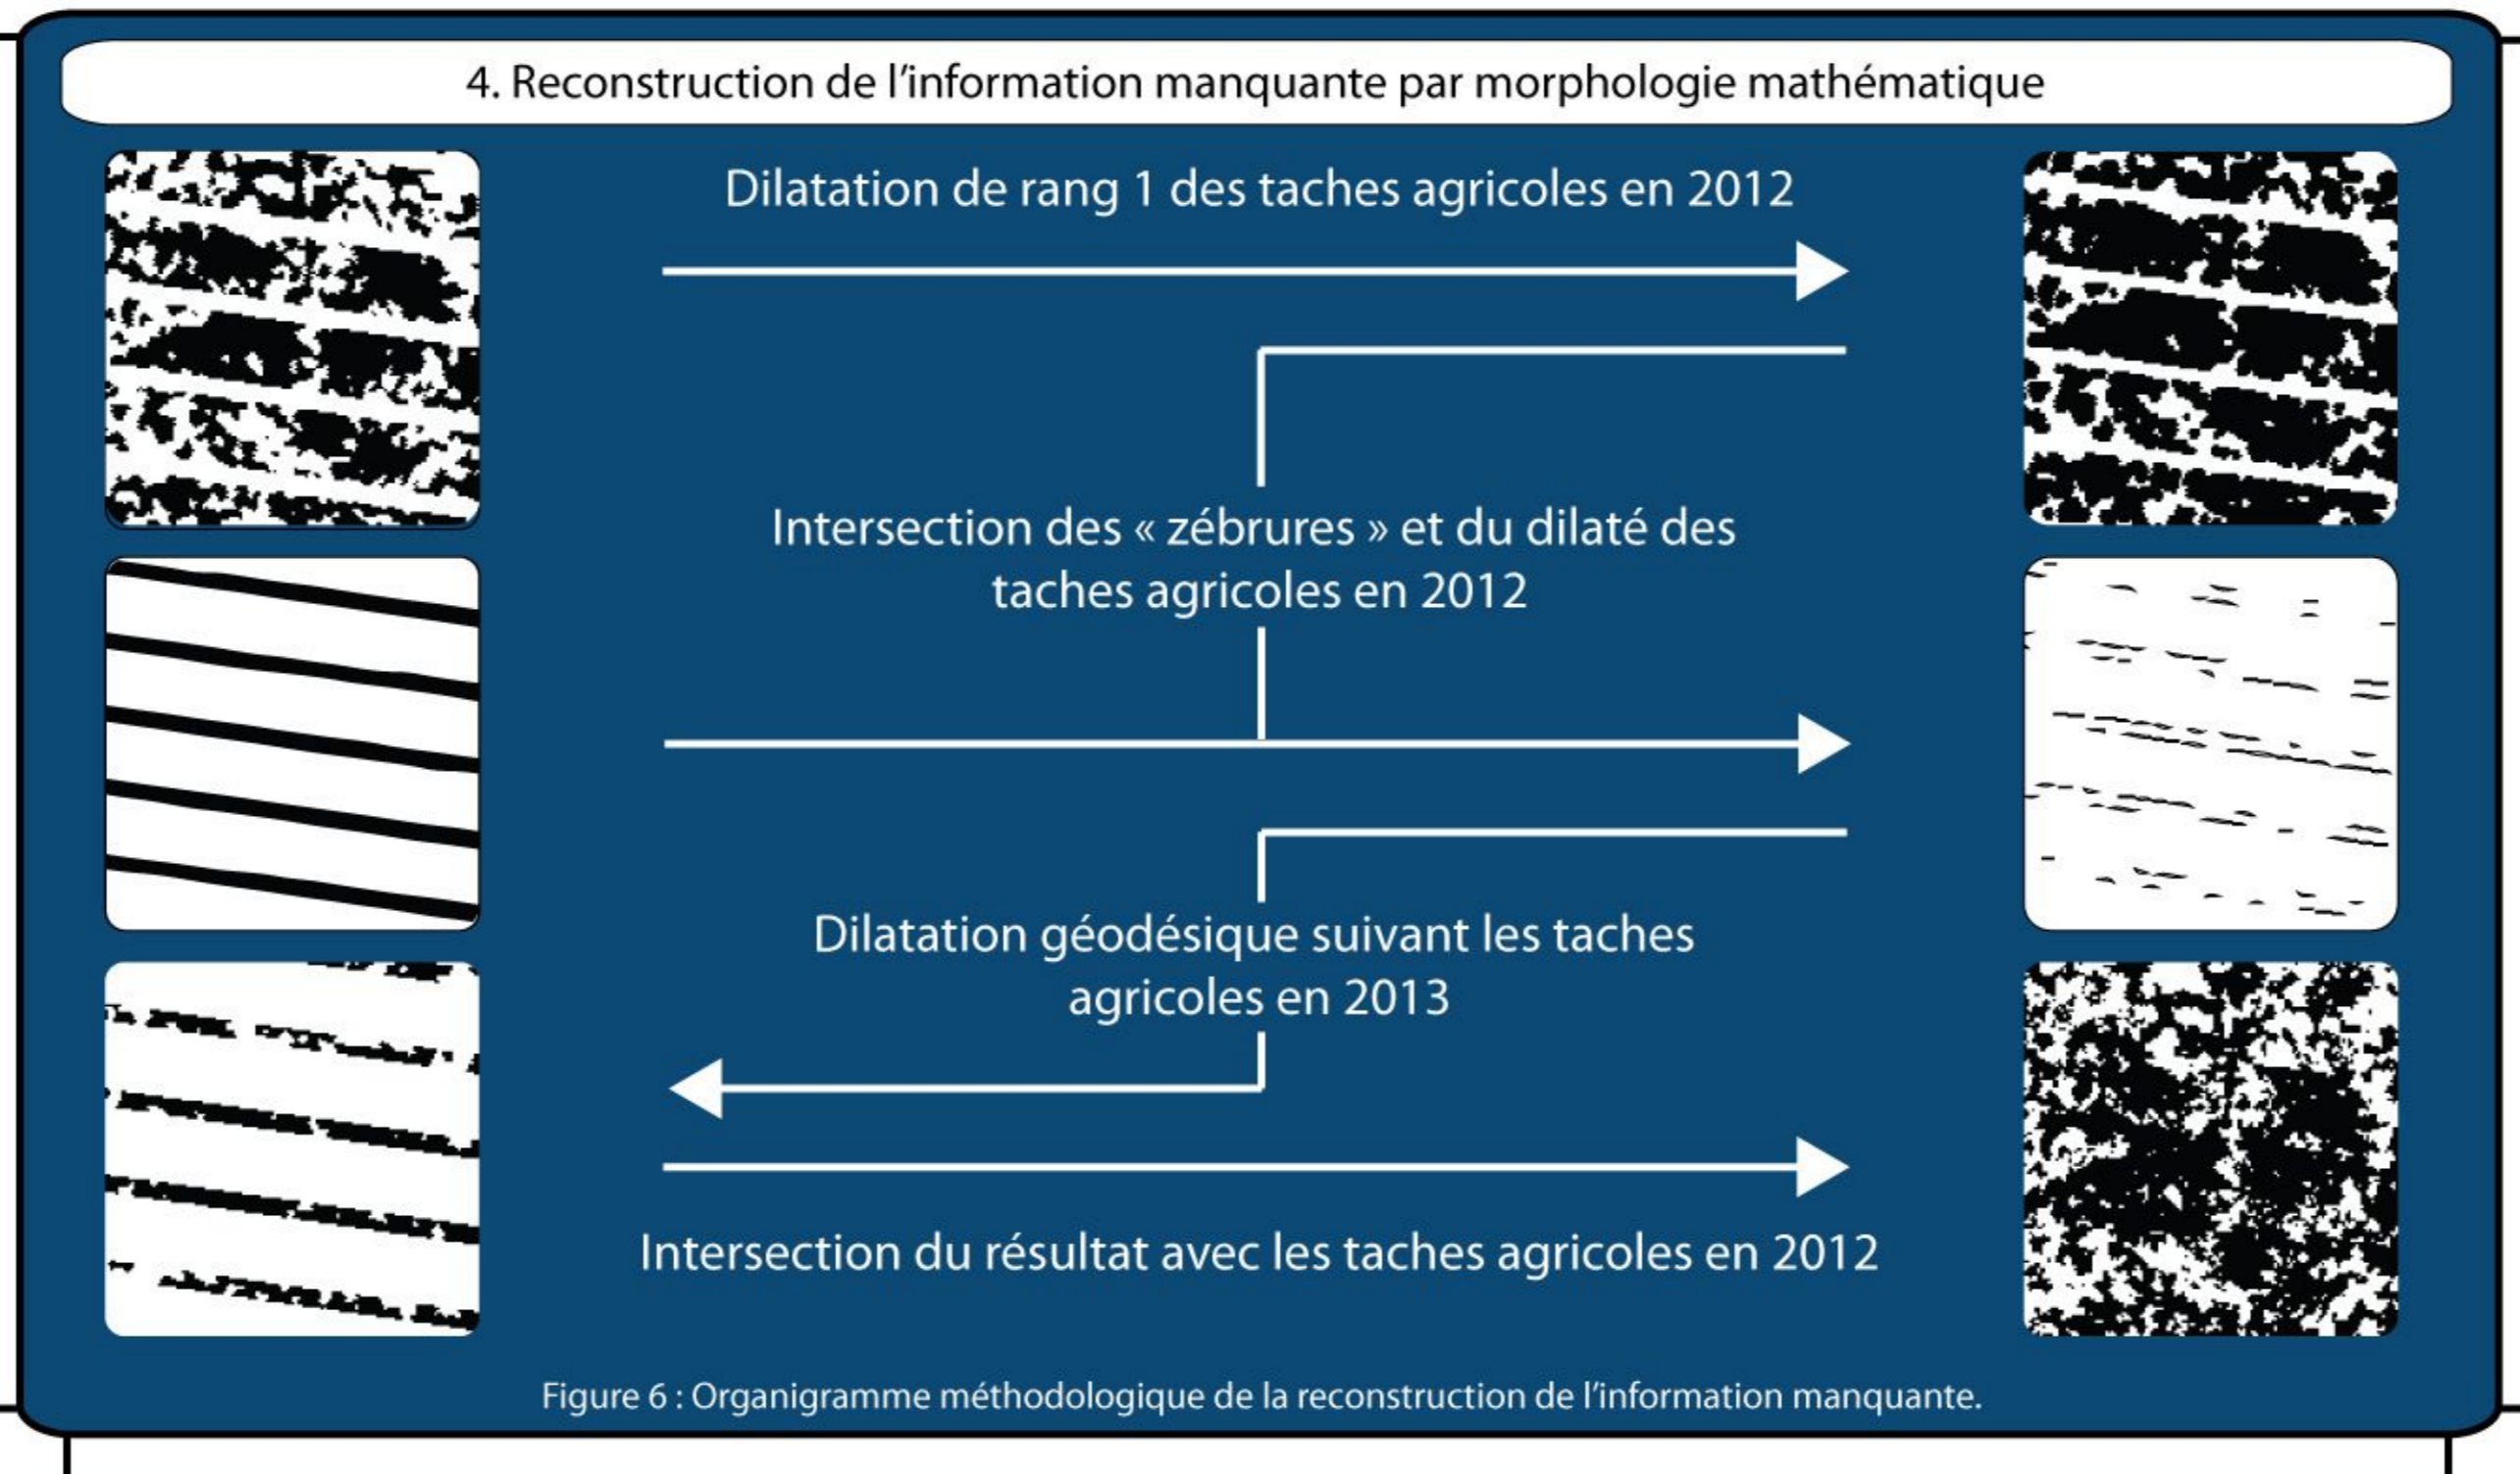 4. Reconstruction de l'information manquante par morphologie mathématique
Dilatation de rang 1 des taches agricoles en 2012
Intersection des « zébrures » et du dilaté des
taches agricoles en 2012
Dilatation géodésique suivant les taches
agricoles en 2013
Intersection du résultat avec les taches agricoles en 2012
Figure 6 : Organigramme méthodologique de la reconstruction de l'information manquante.